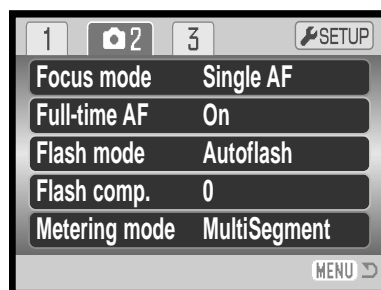 1 2 3 SETUP
Focus mode Single AF
Full-time AF On
Flash mode Autoflash
Flash comp. 0
Metering mode MultiSegment
MENU